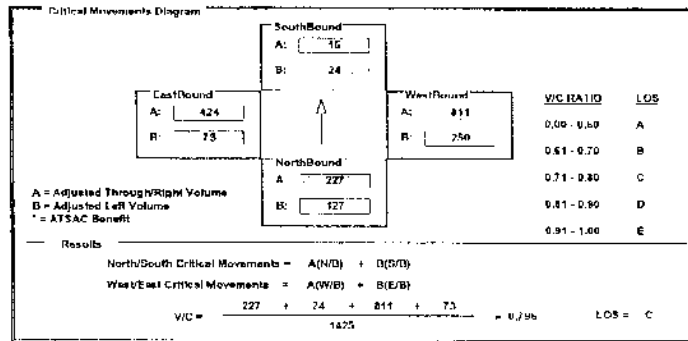 Critical Movements Diagram
SouthBound
A: 16
B: 24
EastBound
A: 424
B: 73
WestBound
A: 811
B: 250
NorthBound
A: 227
B: 127
V/C RATIO LOS
0.00 - 0.60 A
0.61 - 0.70 B
0.71 - 0.80 C
0.81 - 0.90 D
0.91 - 1.00 E
A = Adjusted Through/Right Volume
B = Adjusted Left Volume
* = ATSAC Benefit
Results
North/South Critical Movements = A(N/B) + B(S/B)
West/East Critical Movements = A(W/B) + B(E/B)
V/C = 227 + 24 + 811 + 73
1425
= 0.796 LOS = C